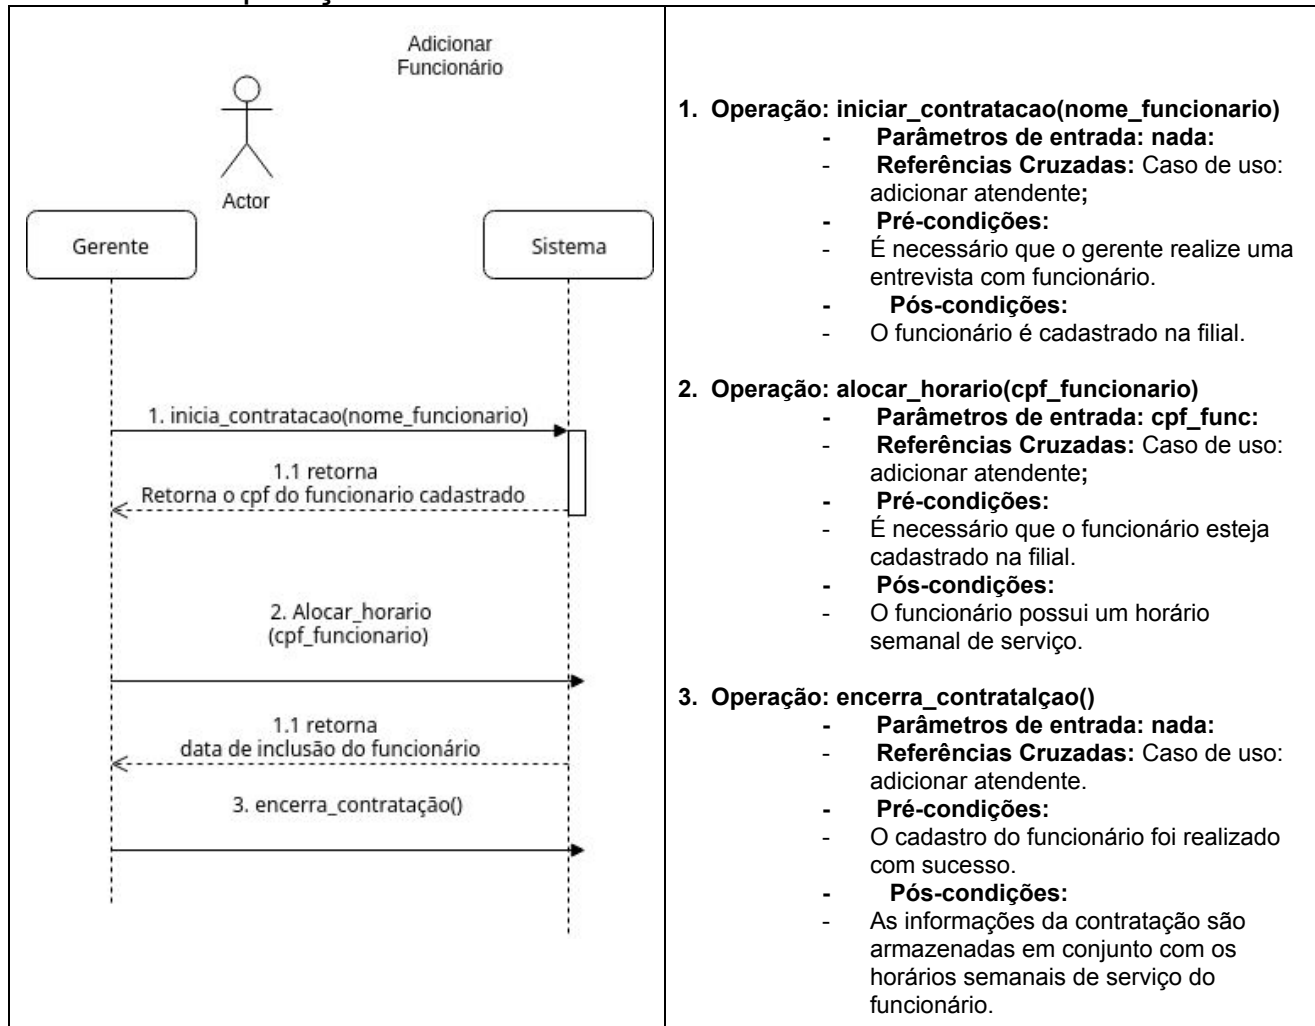 Adicionar
Funcionário
Actor
Gerente
Sistema
1. inicia_contratacao(nome_funcionario)
1.1 retorna
Retorna o cpf do funcionario cadastrado
2. Alocar_horario
(cpf_funcionario)
1.1 retorna
data de inclusão do funcionário
3. encerra_contratação()
1. Operação: iniciar_contratacao(nome_funcionario)
- Parâmetros de entrada: nada:
- Referências Cruzadas: Caso de uso:
adicionar atendente;
- Pré-condições:
- É necessário que o gerente realize uma
entrevista com funcionário.
- Pós-condições:
- O funcionário é cadastrado na filial.
2. Operação: alocar_horario(cpf_funcionario)
- Parâmetros de entrada: cpf_func:
- Referências Cruzadas: Caso de uso:
adicionar atendente;
- Pré-condições:
- É necessário que o funcionário esteja
cadastrado na filial.
- Pós-condições:
- O funcionário possui um horário
semanal de serviço.
3. Operação: encerra_contratalçao()
- Parâmetros de entrada: nada:
- Referências Cruzadas: Caso de uso:
adicionar atendente.
- Pré-condições:
- O cadastro do funcionário foi realizado
com sucesso.
- Pós-condições:
- As informações da contratação são
armazenadas em conjunto com os
horários semanais de serviço do
funcionário.